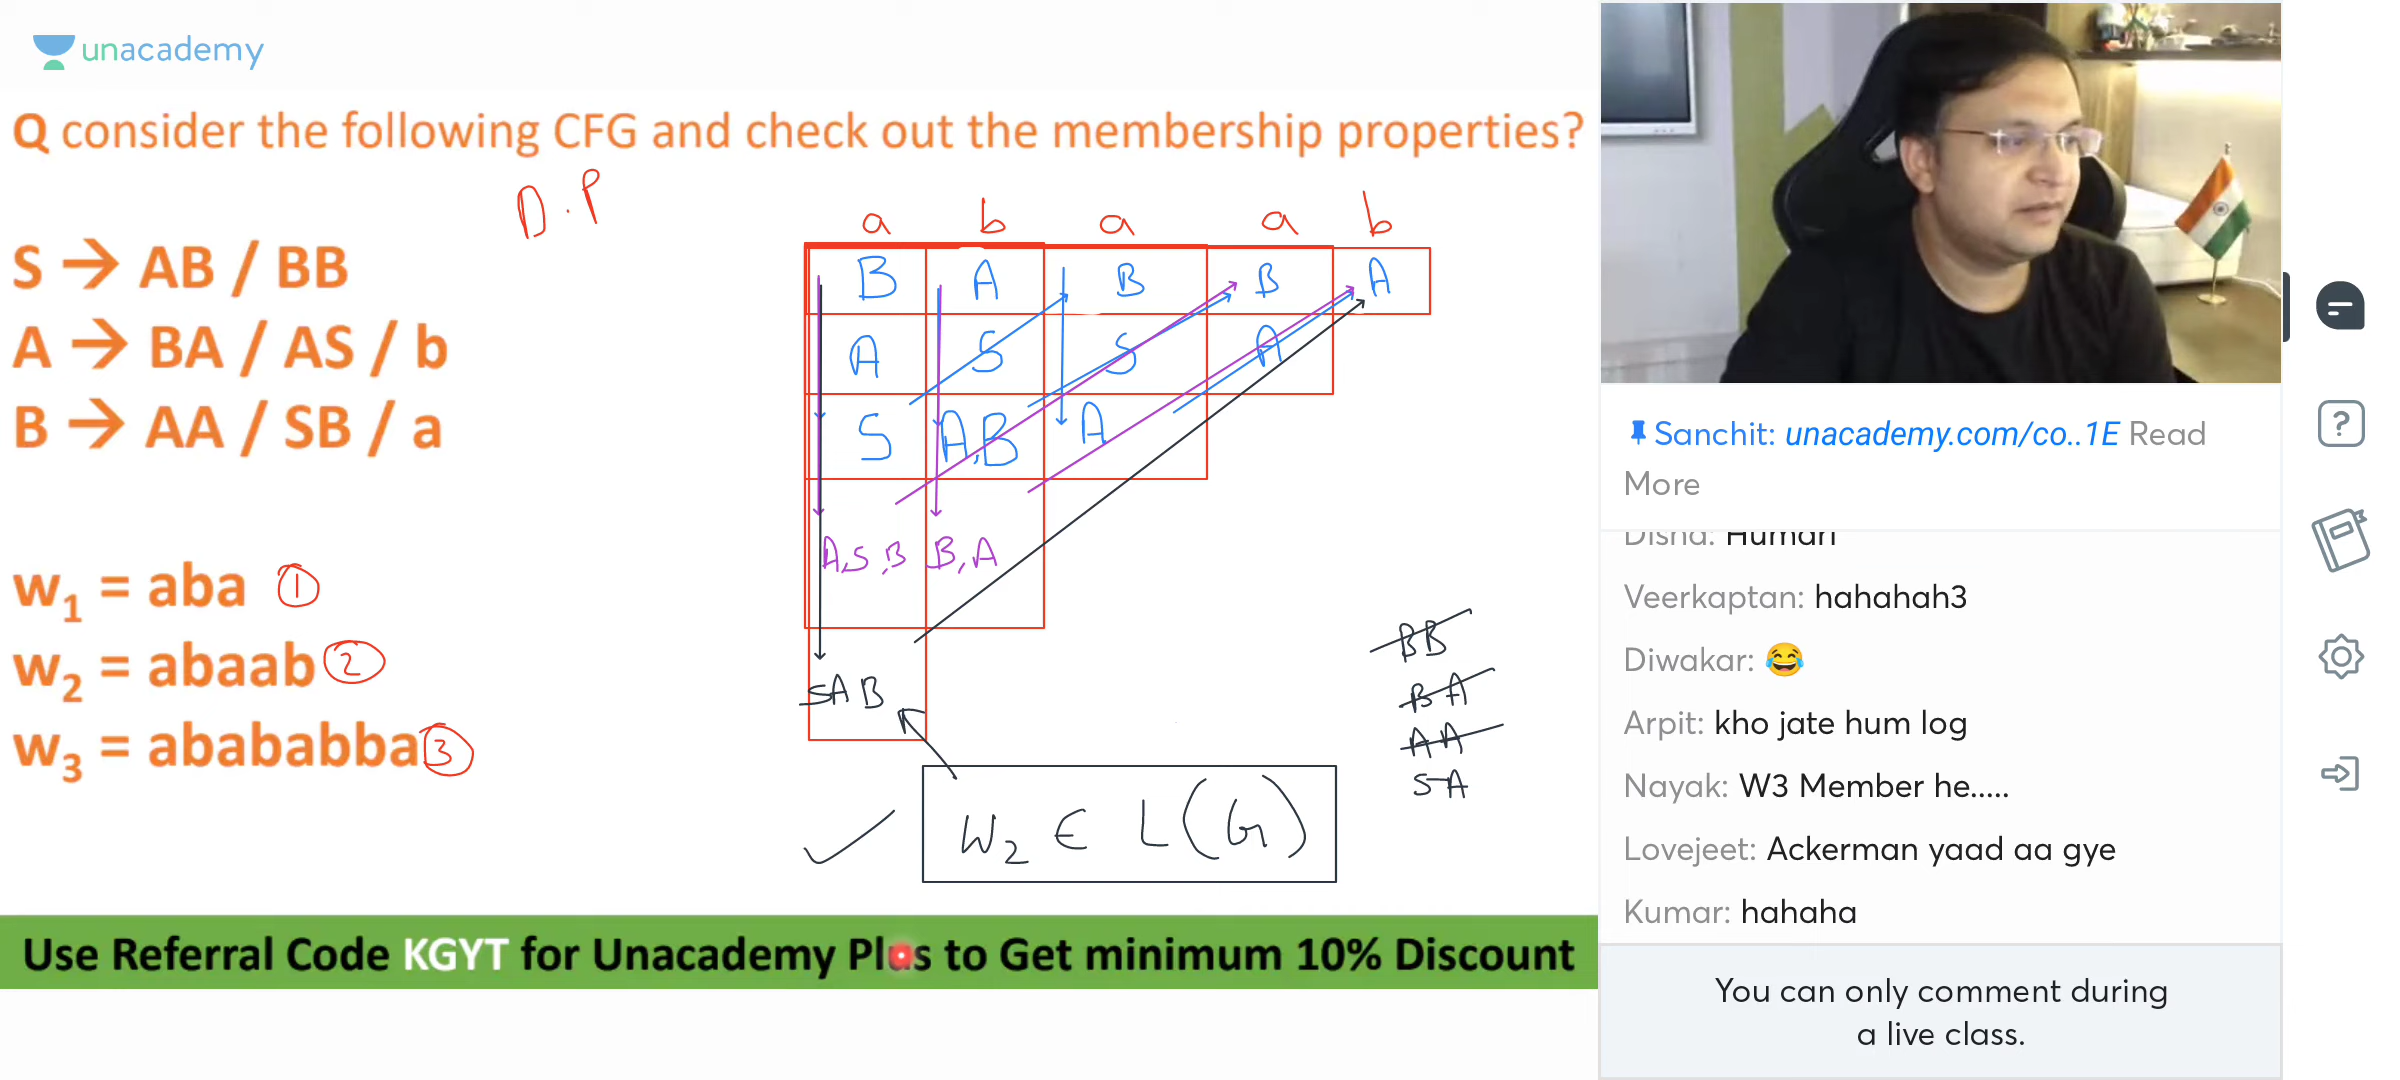 unacademy
Q consider the following CFG and check out the membership properties?
D.P
S → AB / BB
A → BA / AS / b
B → AA / SB / a
w1 = aba 1
w2 = abaab 2
w3 = abababba 3
a b a a b
B A B B A
A S S A
S A,B A
A,S,B B,A
SAB
BB
BA
AA
SA
W2 ∈ L(G)
Use Referral Code KGYT for Unacademy Plus to Get minimum 10% Discount
Sanchit: unacademy.com/co..1E Read
More
Disha: Human
Veerkaptan: hahahah3
Diwakar: 😂
Arpit: kho jate hum log
Nayak: W3 Member he.....
Lovejeet: Ackerman yaad aa gye
Kumar: hahaha
You can only comment during
a live class.
?